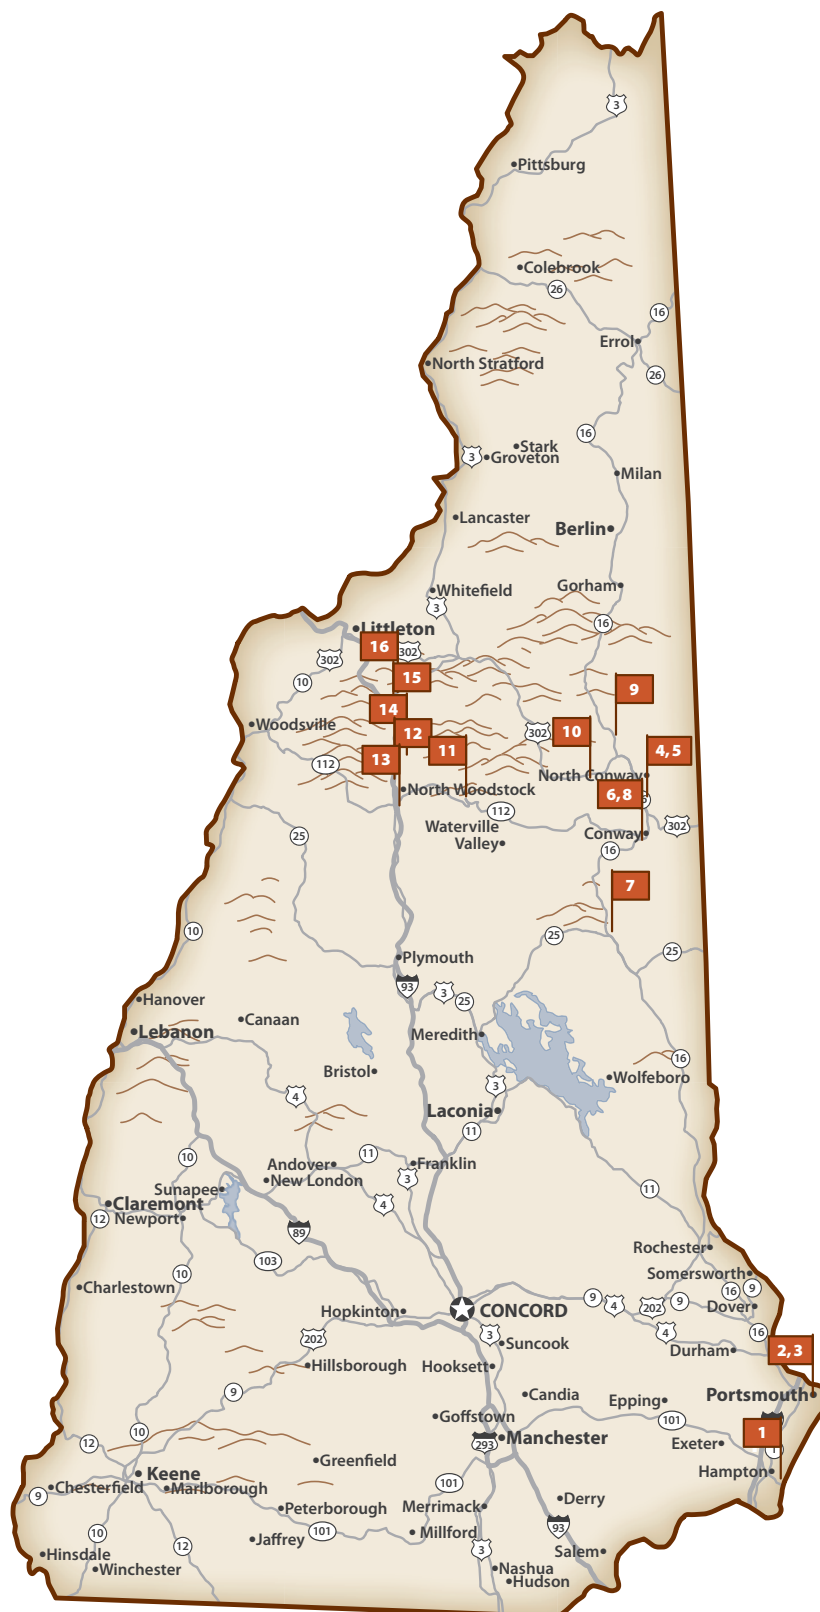 3
Pittsburg
Colebrook
26
16
Errol
North Stratford
26
16
Stark
3
Groveton
Milan
Lancaster
Berlin
Whitefield
Gorham
3
16
Littleton
16
302
302
15
10
9
14
Woodsville
12
302
10
11
4,5
13
112
North Conway
North Woodstock
6,8
112
Waterville
Valley
302
Conway
25
16
7
10
25
25
Plymouth
93
3
25
Hanover
Canaan
Lebanon
Meredith
16
Bristol
Wolfeboro
3
4
Laconia
11
10
11
Andover
Franklin
3
New London
Sunapee
11
Claremont
4
12
Newport
89
Rochester
103
10
Somersworth
Charlestown
9
16
9
4
202
9
Dover
Hopkinton
CONCORD
4
16
202
3
Suncook
Durham
2,3
Hillsborough
Hooksett
9
Candia
Epping
Portsmouth
Goffstown
101
10
1
12
293
Manchester
Exeter
1
Greenfield
Keene
Hampton
Chesterfield
Marlborough
101
9
Peterborough
Merrimack
Derry
10
Jaffrey
101
Millford
93
12
3
Salem
Hinsdale
Winchester
Nashua
Hudson